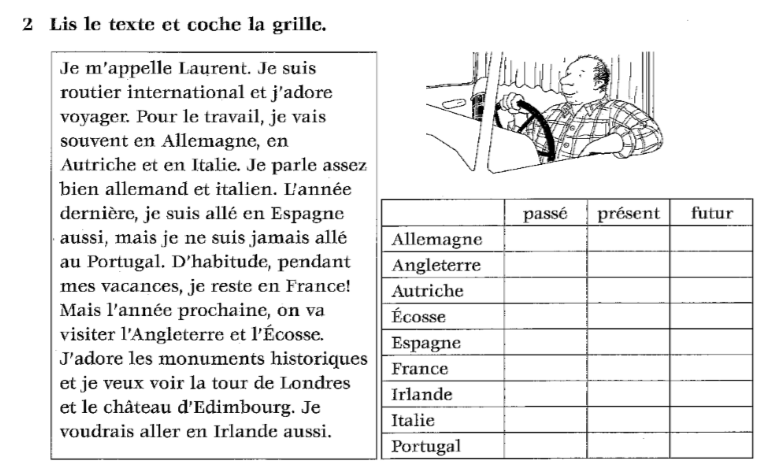 2 Lis le texte et coche la grille.
Je m'appelle Laurent. Je suis
routier international et j'adore
voyager. Pour le travail, je vais
souvent en Allemagne, en
Autriche et en Italie. Je parle assez
bien allemand et italien. L'année
dernière, je suis allé en Espagne
aussi, mais je ne suis jamais allé
au Portugal. D'habitude, pendant
mes vacances, je reste en France!
Mais l'année prochaine, on va
visiter l'Angleterre et l'Écosse.
J'adore les monuments historiques
et je veux voir la tour de Londres
et le château d'Edimbourg. Je
voudrais aller en Irlande aussi.
passé présent futur
Allemagne
Angleterre
Autriche
Écosse
Espagne
France
Irlande
Italie
Portugal